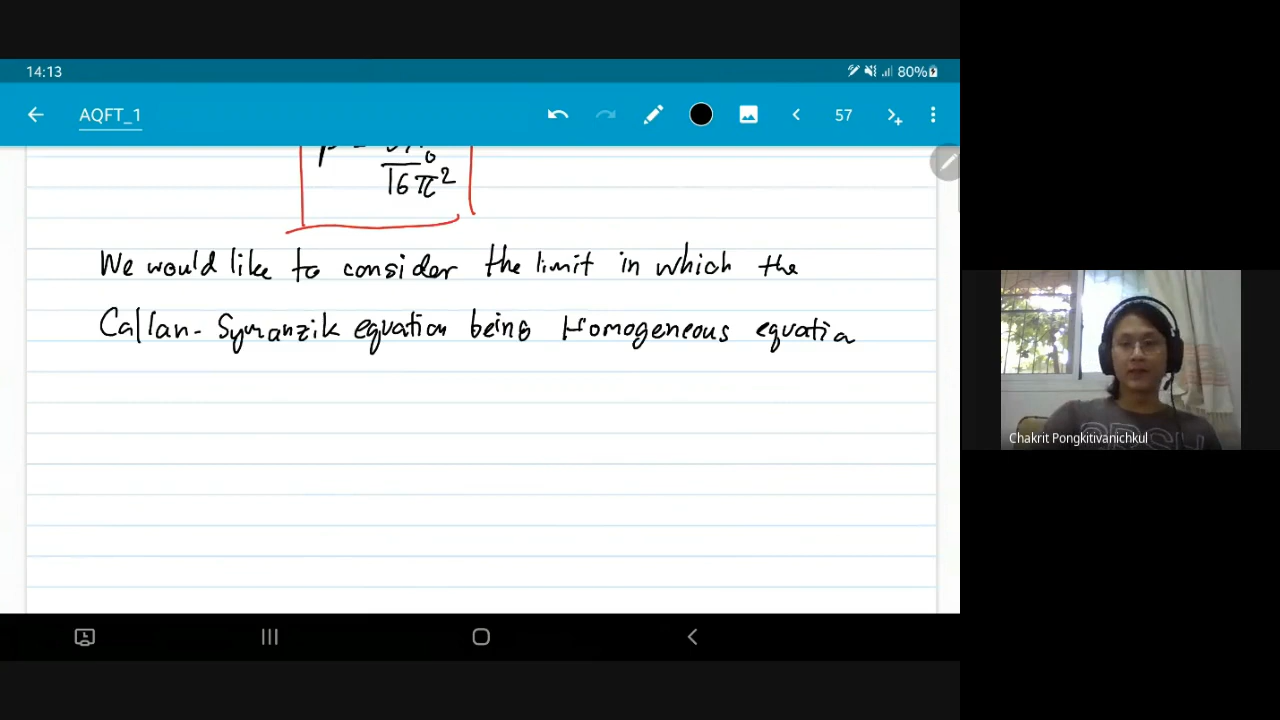 14:13
80%
AQFT_1
57
16π²
We would like to consider the limit in which the
Callan-Symanzik equation being Homogeneous equatio
Chakrit Pongkitivanichkul